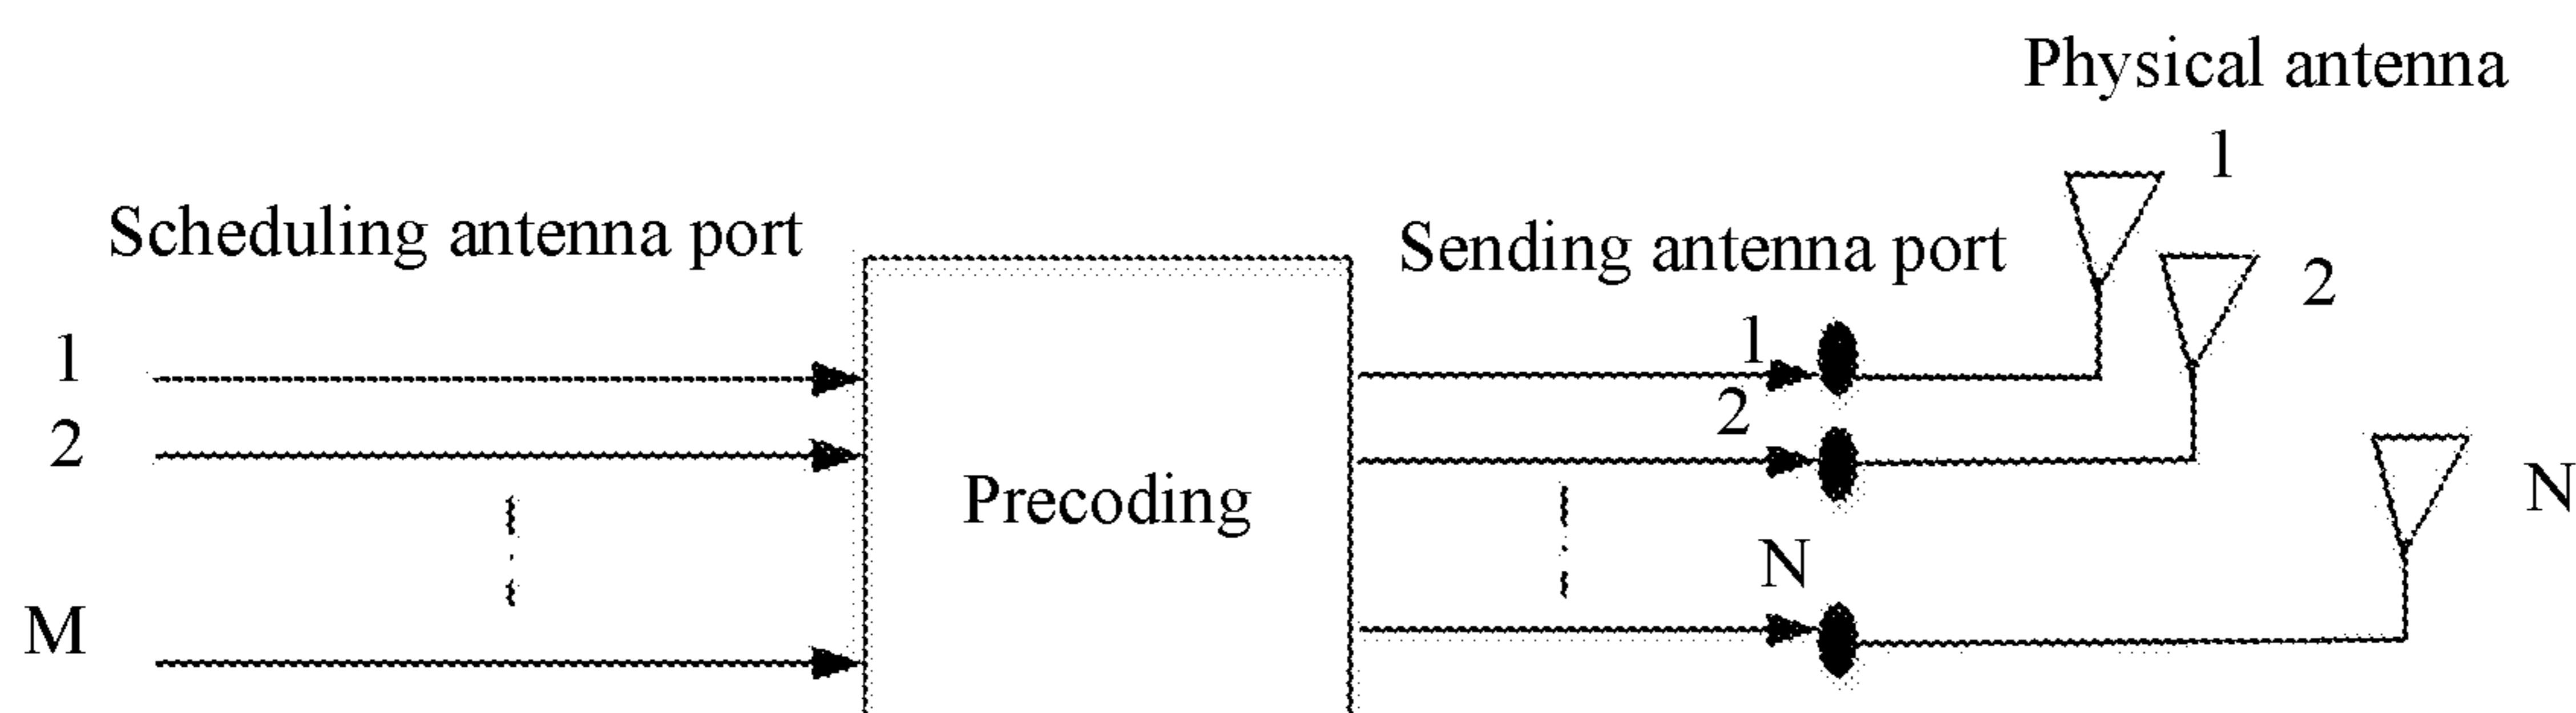 Physical antenna
1
Scheduling antenna port
Sending antenna port
2
1
1
2
2
Precoding
N
N
M